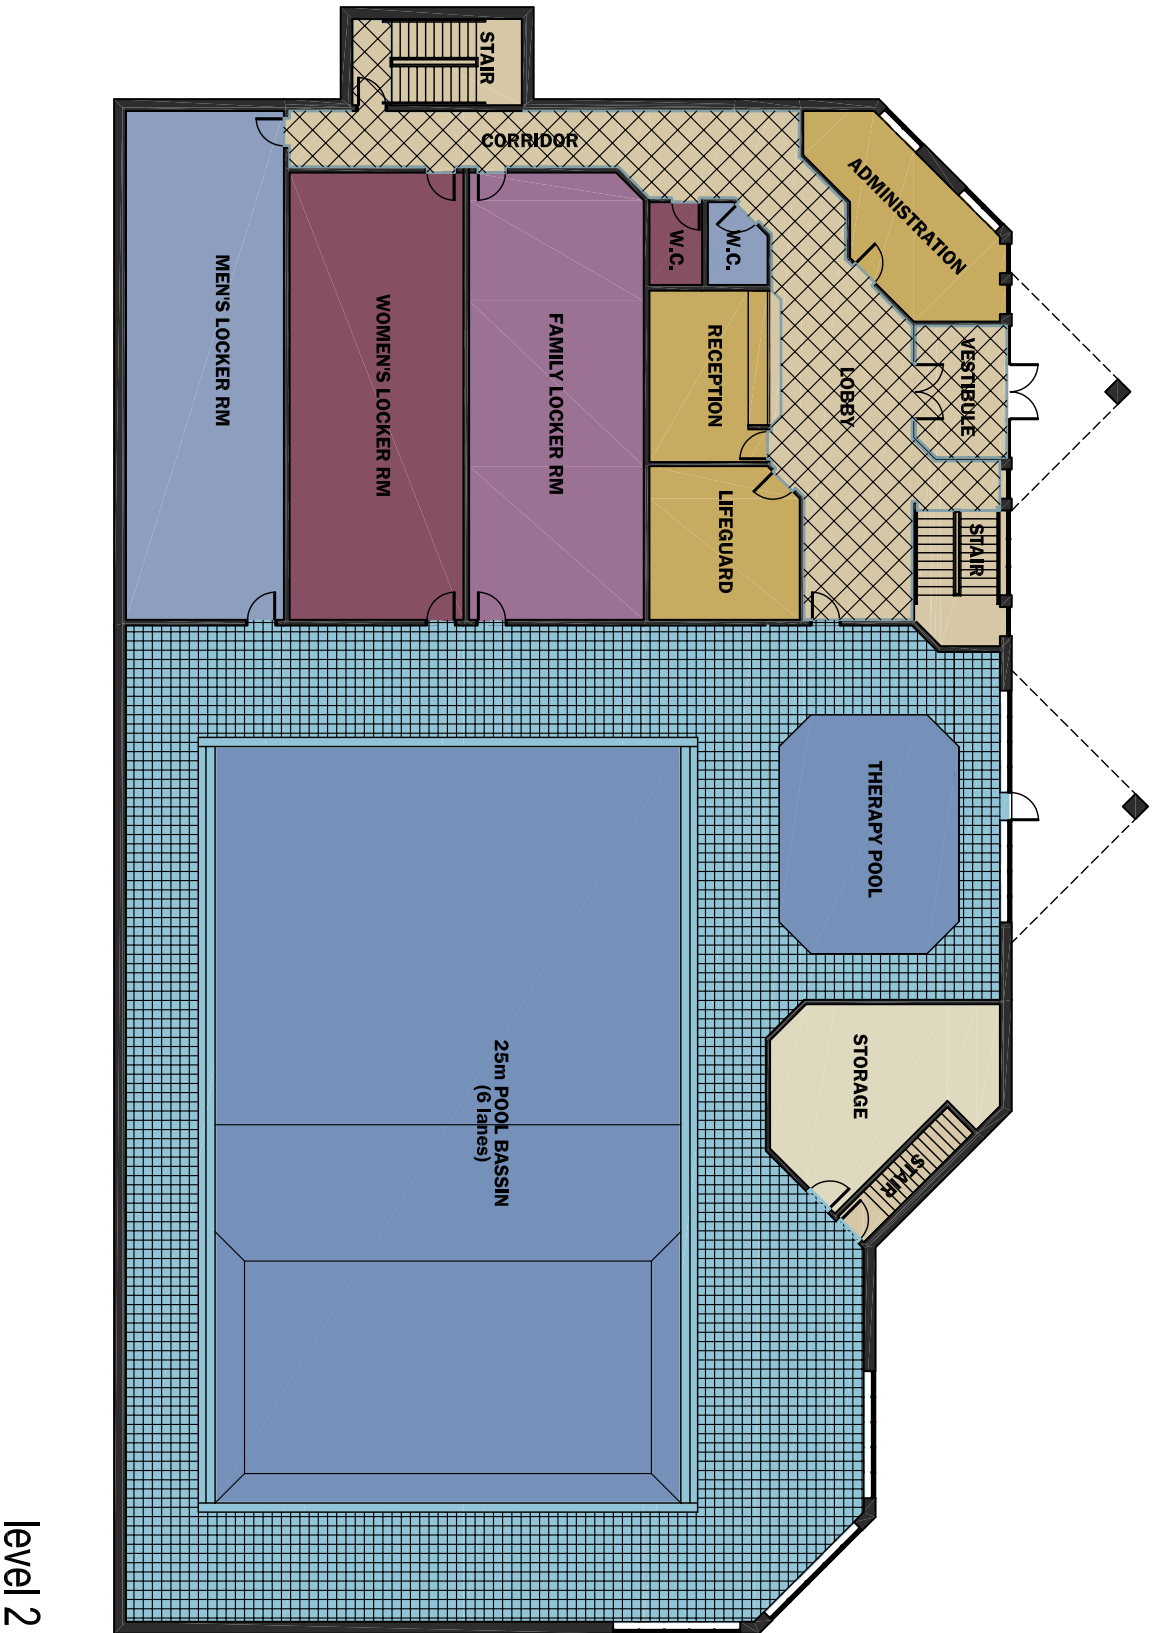 STAIR
CORRIDOR
ADMINISTRATION
MEN'S LOCKER RM
WOMEN'S LOCKER RM
FAMILY LOCKER RM
W.C.
W.C.
RECEPTION
LOBBY
VESTIBULE
LIFEGUARD
STAIR
THERAPY POOL
STORAGE
STAIR
25m POOL BASSIN
(6 lanes)
level 2